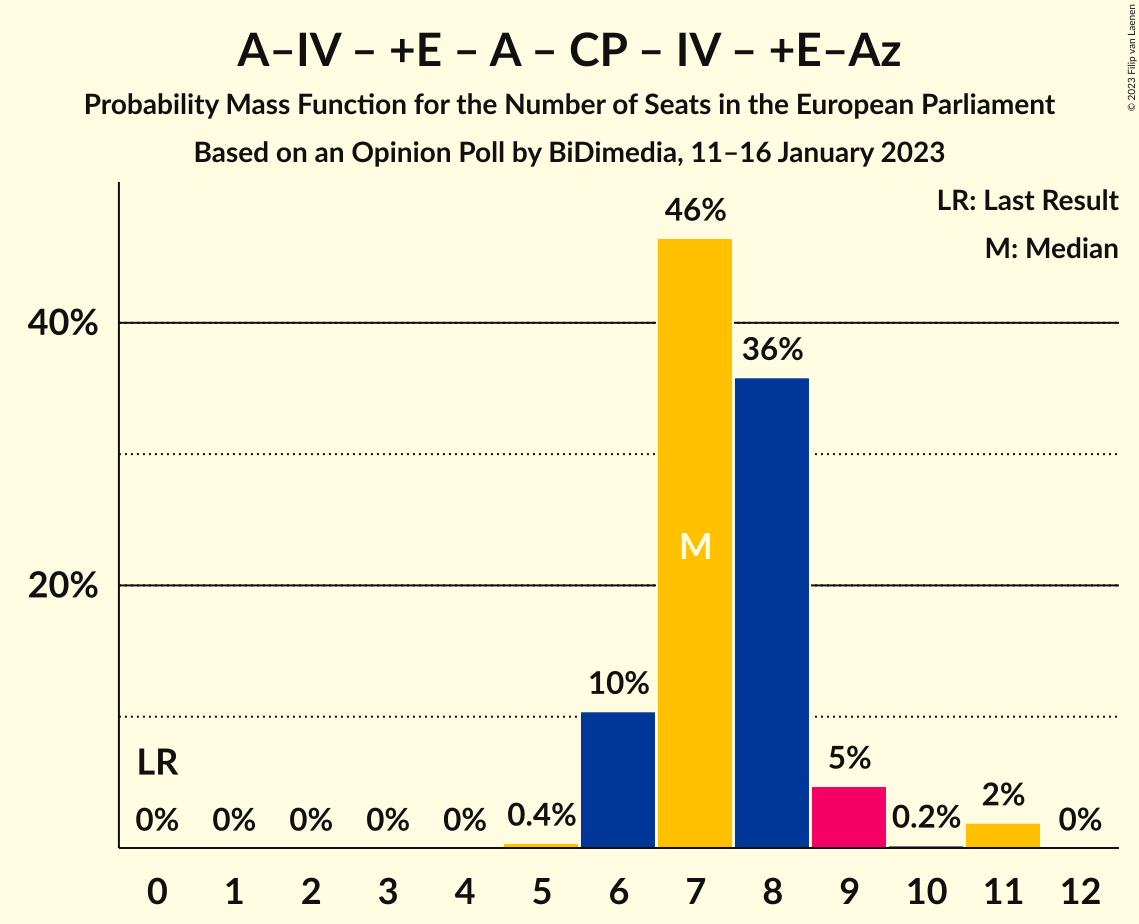 A–IV – +E – A – CP – IV – +E–Az
Probability Mass Function for the Number of Seats in the European Parliament
Based on an Opinion Poll by BiDimedia, 11–16 January 2023
© 2023 Filip van Laenen
LR: Last Result
M: Median
46%
40%
36%
M
20%
10%
LR
5%
2%
0% 0% 0% 0% 0% 0.4% 0.2% 0%
0 1 2 3 4 5 6 7 8 9 10 11 12